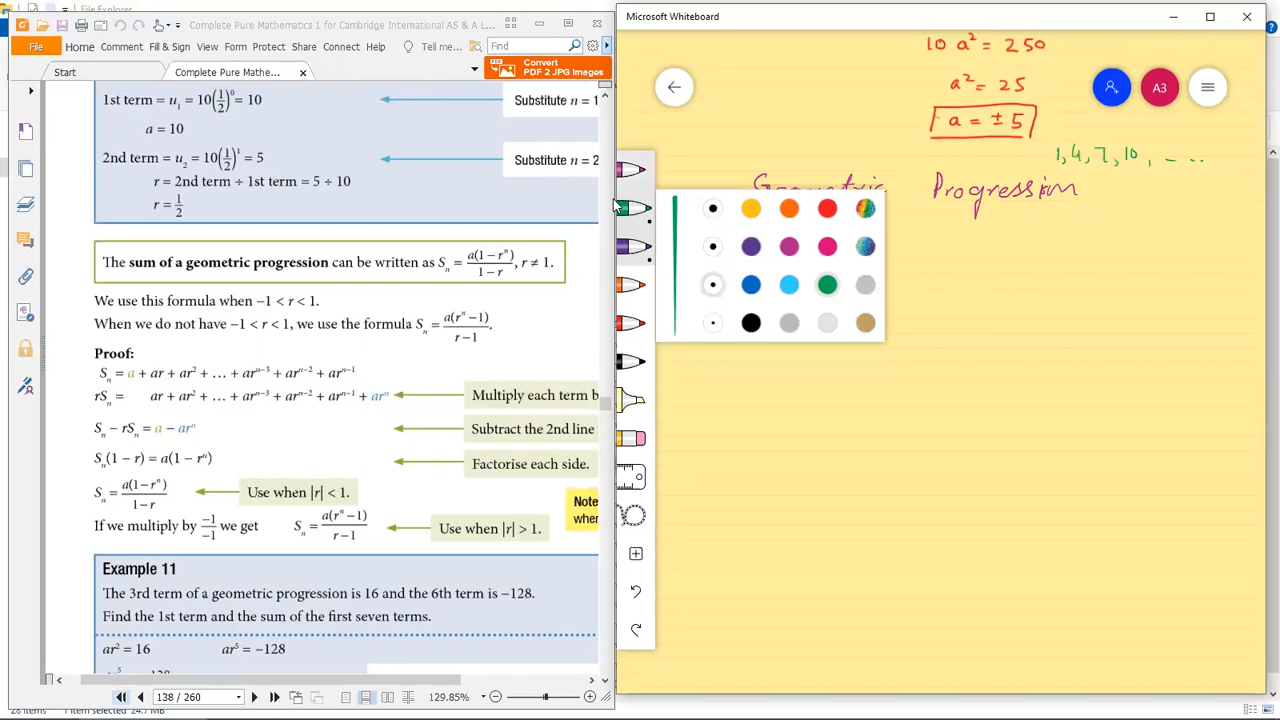 Complete Pure Mathematics 1 for Cambridge International AS & A L...
File Home Comment Fill & Sign View Form Protect Share Connect Help Tell me... Find
Start Complete Pure Mathe...
Convert
PDF 2 JPG Images
1st term = u₁ = 10(1/2)⁰ = 10
Substitute n = 1
a = 10
2nd term = u₂ = 10(1/2)¹ = 5
Substitute n = 2
r = 2nd term ÷ 1st term = 5 ÷ 10
r = 1/2
The sum of a geometric progression can be written as Sₙ = a(1 − rⁿ)/(1 − r), r ≠ 1.
We use this formula when −1 < r < 1.
When we do not have −1 < r < 1, we use the formula Sₙ = a(rⁿ − 1)/(r − 1).
Proof:
Sₙ = a + ar + ar² + … + arⁿ⁻³ + arⁿ⁻² + arⁿ⁻¹
rSₙ = ar + ar² + … + arⁿ⁻³ + arⁿ⁻² + arⁿ⁻¹ + arⁿ
Multiply each term b
Sₙ − rSₙ = a − arⁿ
Subtract the 2nd line
Sₙ(1 − r) = a(1 − rⁿ)
Factorise each side.
Sₙ = a(1 − rⁿ)/(1 − r)
Use when |r| < 1.
If we multiply by −1/−1 we get Sₙ = a(rⁿ − 1)/(r − 1)
Use when |r| > 1.
Note
when
Example 11
The 3rd term of a geometric progression is 16 and the 6th term is −128.
Find the 1st term and the sum of the first seven terms.
ar² = 16 ar⁵ = −128
138 / 260
129.85%
Microsoft Whiteboard
A3
10 a² = 250
a² = 25
a = ± 5
1, 4, 7, 10, - - ..
Geometric Progression